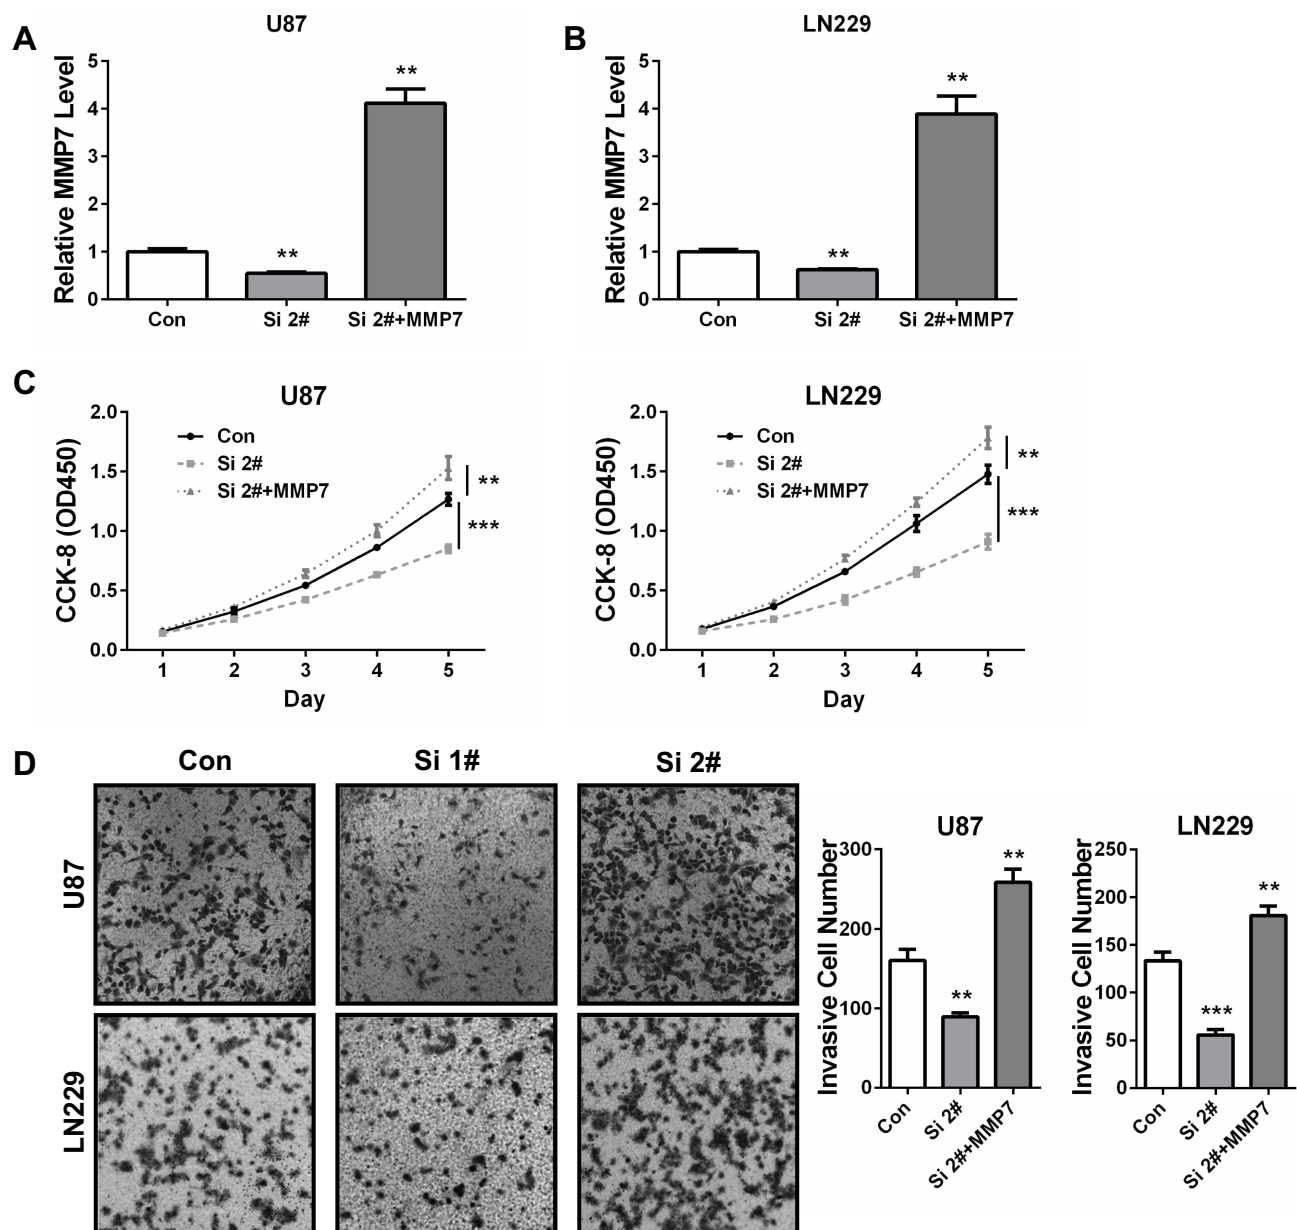 A
U87
Relative MMP7 Level
5
4
3
2
1
0
**
**
Con
Si 2#
Si 2#+MMP7
B
LN229
Relative MMP7 Level
5
4
3
2
1
0
**
**
Con
Si 2#
Si 2#+MMP7
C
U87
CCK-8 (OD450)
2.0
1.5
1.0
0.5
0.0
Con
Si 2#
Si 2#+MMP7
**
***
1 2 3 4 5
Day
LN229
CCK-8 (OD450)
2.0
1.5
1.0
0.5
0.0
Con
Si 2#
Si 2#+MMP7
**
***
1 2 3 4 5
Day
D
Con
Si 1#
Si 2#
U87
LN229
U87
Invasive Cell Number
300
200
100
0
**
**
Con
Si 2#
Si 2#+MMP7
LN229
Invasive Cell Number
250
200
150
100
50
0
***
**
Con
Si 2#
Si 2#+MMP7